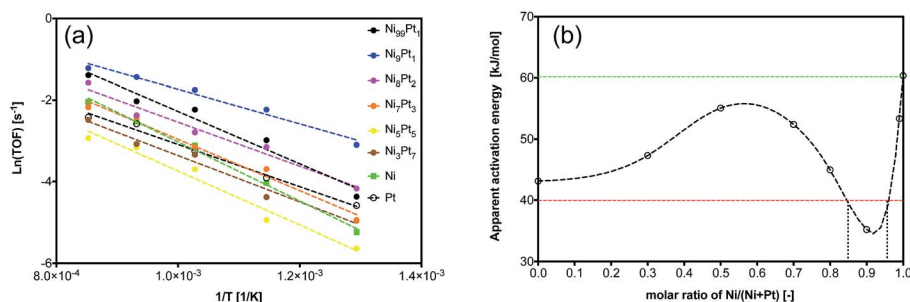 (a)
Ln(TOF) [s⁻¹]
0
-2
-4
-6
8.0×10⁻⁴ 1.0×10⁻³ 1.2×10⁻³ 1.4×10⁻³
1/T [1/K]
Ni₉₉Pt₁
Ni₉Pt₁
Ni₈Pt₂
Ni₇Pt₃
Ni₅Pt₅
Ni₃Pt₇
Ni
Pt
(b)
Apparent activation energy [kJ/mol]
70
60
50
40
30
0.0 0.1 0.2 0.3 0.4 0.5 0.6 0.7 0.8 0.9 1.0
molar ratio of Ni/(Ni+Pt) [-]